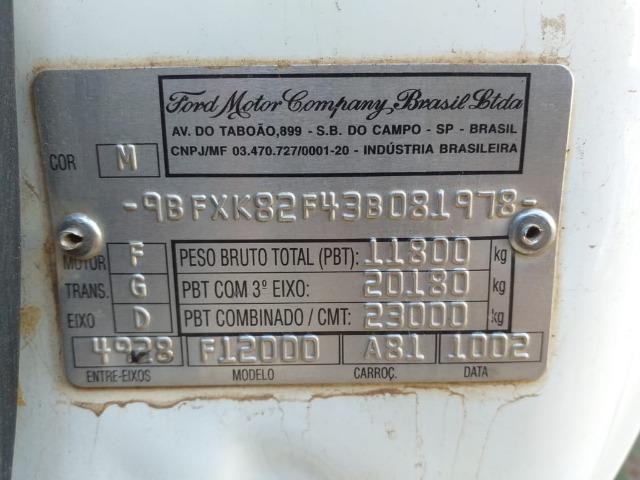 Ford Motor Company Brasil Ltda
AV. DO TABOÃO,899 - S.B. DO CAMPO - SP - BRASIL
CNPJ/MF 03.470.727/0001-20 - INDÚSTRIA BRASILEIRA
COR M
-9BFXK82F43B081978-
MOTOR F PESO BRUTO TOTAL (PBT): 11800 kg
TRANS. G PBT COM 3º EIXO: 20180 kg
EIXO D PBT COMBINADO / CMT: 23000 kg
4928 F12000 A81 1002
ENTRE-EIXOS MODELO CARROÇ. DATA